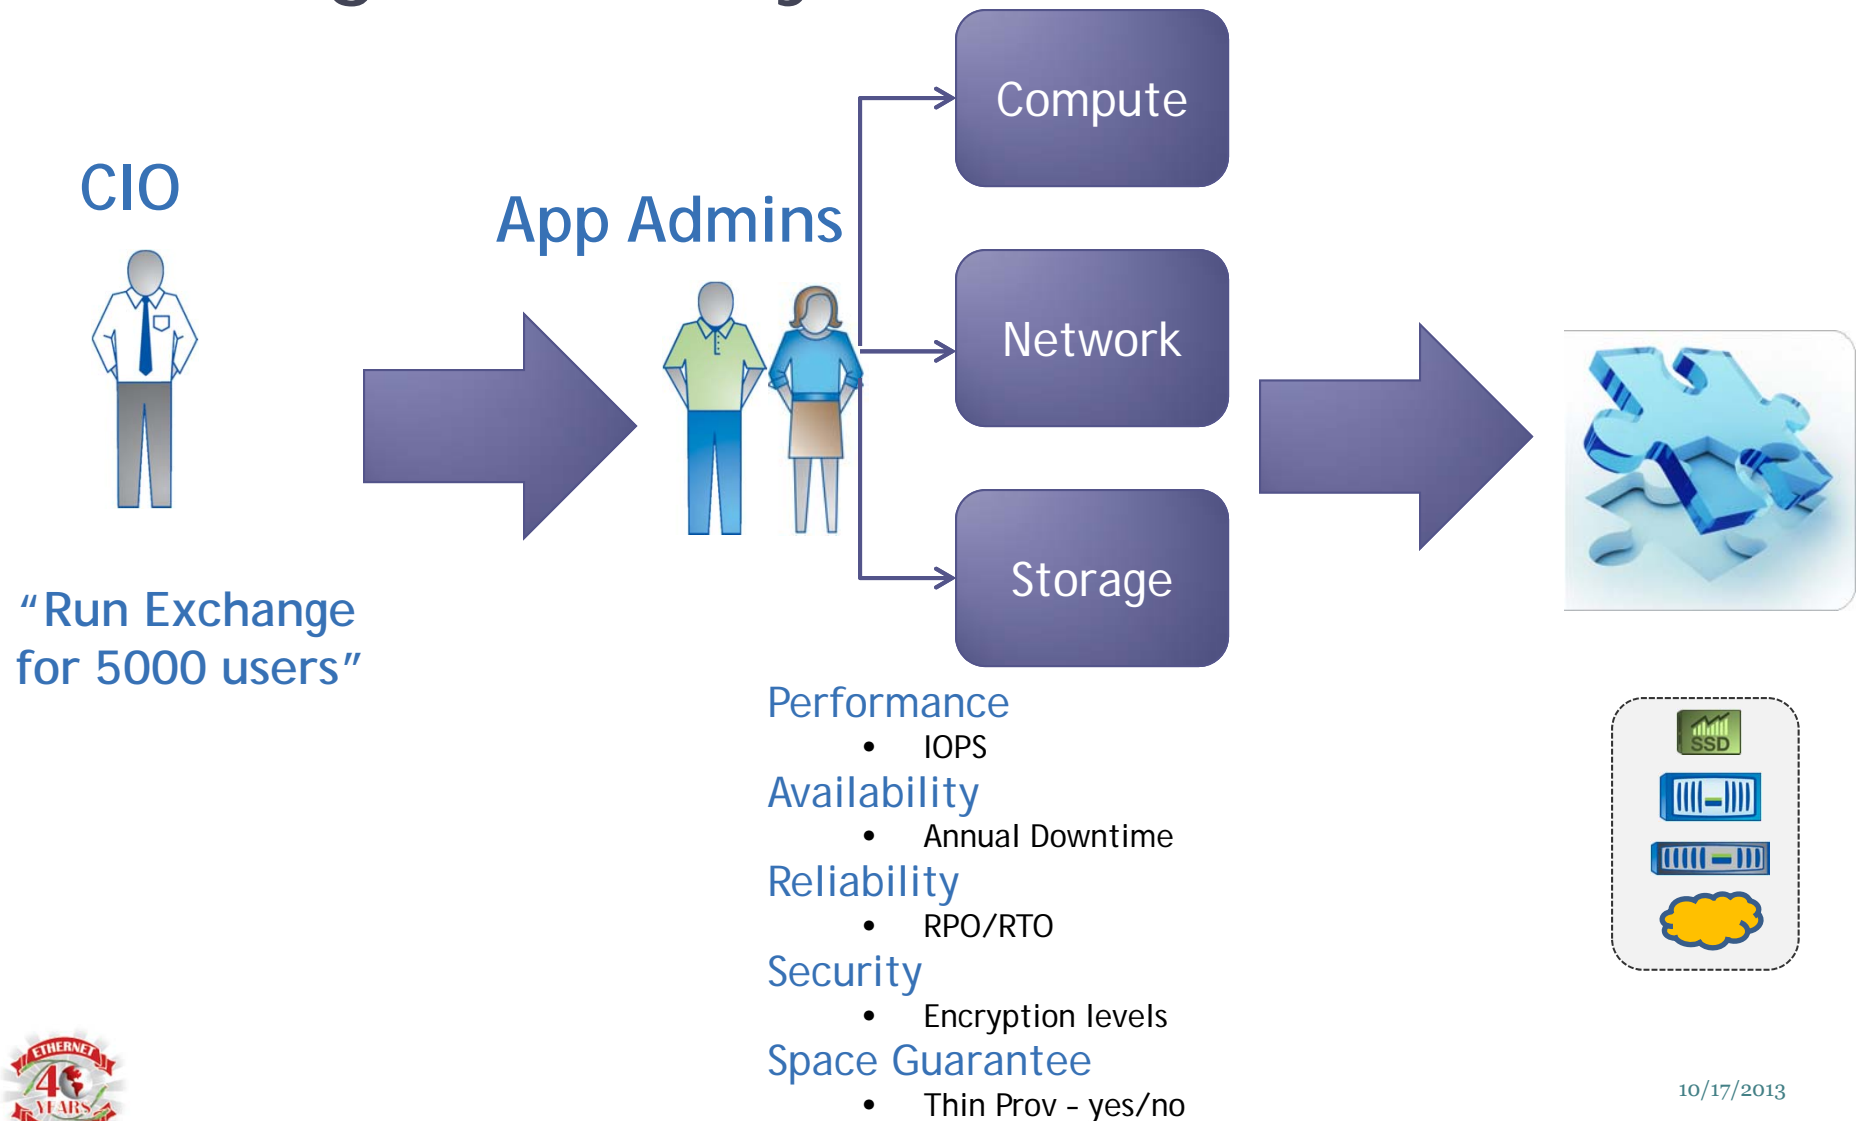 CIO
App Admins
Compute
Network
Storage
“Run Exchange
for 5000 users”
Performance
• IOPS
Availability
• Annual Downtime
Reliability
• RPO/RTO
Security
• Encryption levels
Space Guarantee
• Thin Prov – yes/no
SSD
ETHERNET
40
YEARS
10/17/2013